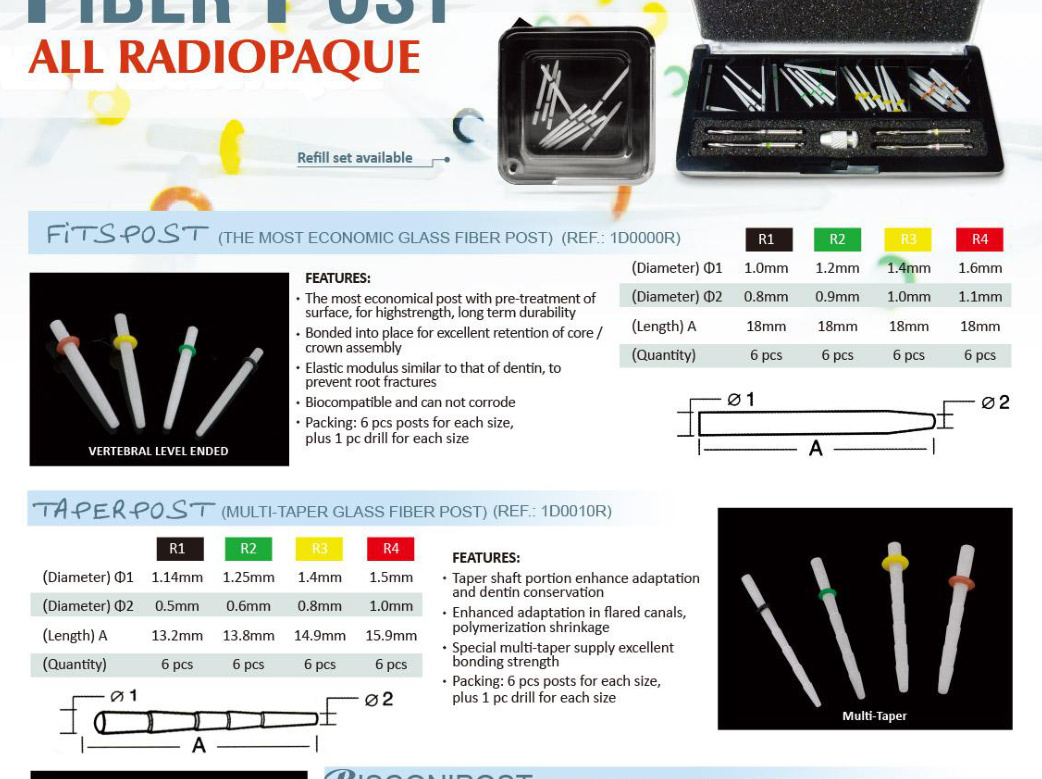 FIBER POST
ALL RADIOPAQUE
Refill set available
FiTSPOST (THE MOST ECONOMIC GLASS FIBER POST) (REF.: 1D0000R)
R1 R2 R3 R4
(Diameter) Φ1 1.0mm 1.2mm 1.4mm 1.6mm
(Diameter) Φ2 0.8mm 0.9mm 1.0mm 1.1mm
(Length) A 18mm 18mm 18mm 18mm
(Quantity) 6 pcs 6 pcs 6 pcs 6 pcs
FEATURES:
· The most economical post with pre-treatment of
surface, for highstrength, long term durability
· Bonded into place for excellent retention of core /
crown assembly
· Elastic modulus similar to that of dentin, to
prevent root fractures
· Biocompatible and can not corrode
· Packing: 6 pcs posts for each size,
plus 1 pc drill for each size
VERTEBRAL LEVEL ENDED
Ø 1
Ø 2
A
TAPERPOST (MULTI-TAPER GLASS FIBER POST) (REF.: 1D0010R)
R1 R2 R3 R4
(Diameter) Φ1 1.14mm 1.25mm 1.4mm 1.5mm
(Diameter) Φ2 0.5mm 0.6mm 0.8mm 1.0mm
(Length) A 13.2mm 13.8mm 14.9mm 15.9mm
(Quantity) 6 pcs 6 pcs 6 pcs 6 pcs
FEATURES:
· Taper shaft portion enhance adaptation
and dentin conservation
· Enhanced adaptation in flared canals,
polymerization shrinkage
· Special multi-taper supply excellent
bonding strength
· Packing: 6 pcs posts for each size,
plus 1 pc drill for each size
Multi-Taper
Ø 1
Ø 2
A